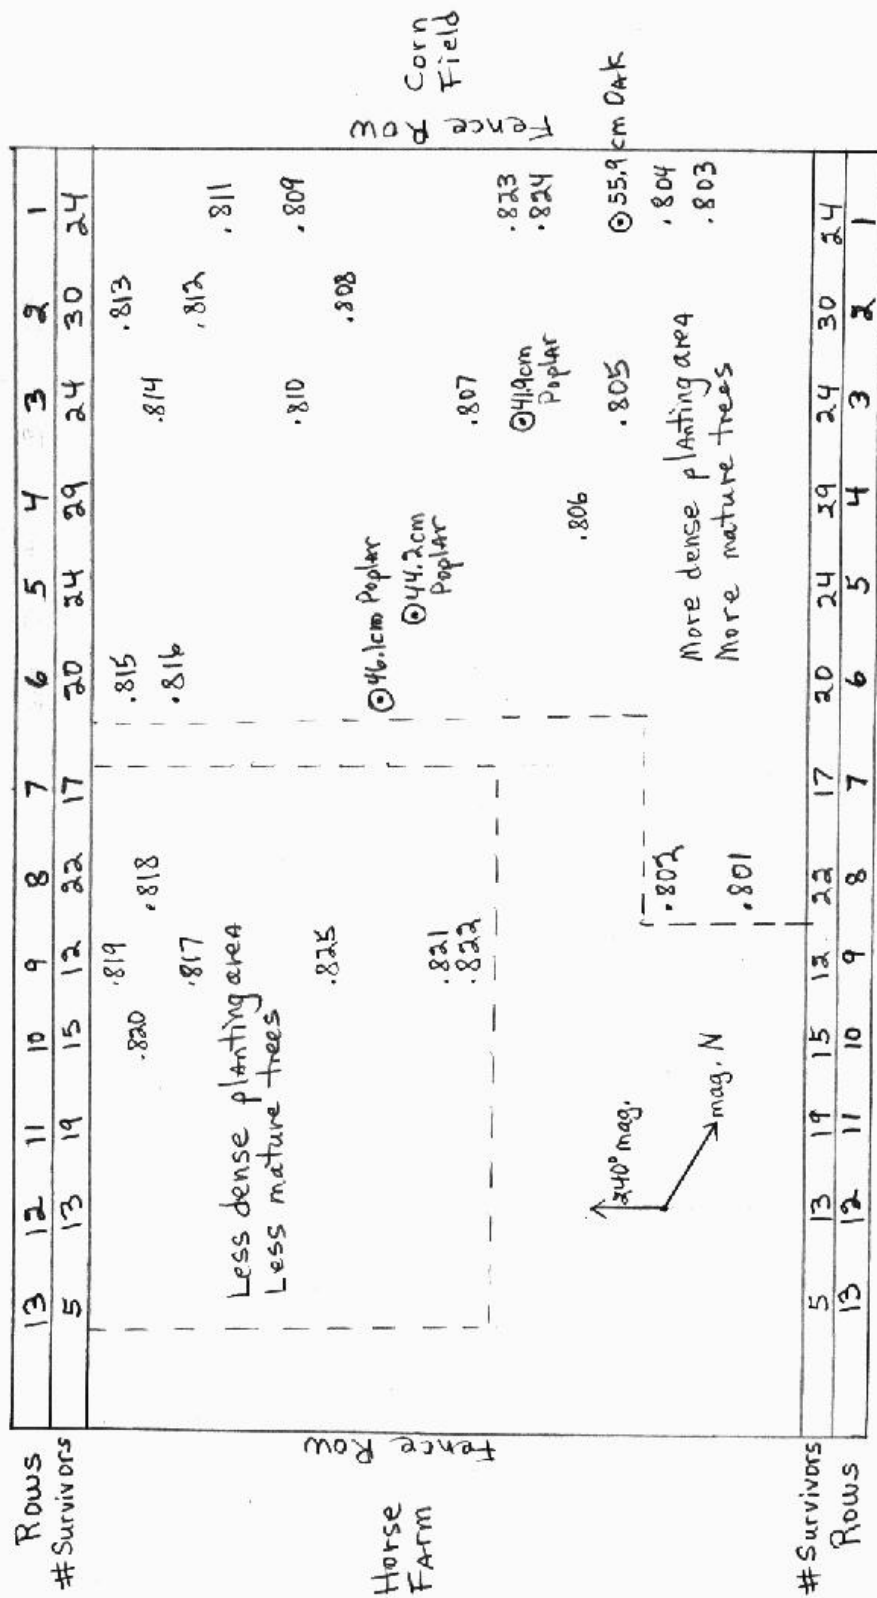 Rows 13 12 11 10 9 8 7 6 5 4 3 2 1
# Survivors 5 13 19 15 12 22 17 20 24 29 24 30 24
.819
.820
.818
.817
.815
.816
.814
.813
.812
.811
.810
.809
.808
Less dense planting area
Less mature trees
.825
.821
.822
46.1cm Poplar
44.2cm
Poplar
.807
41.9cm
Poplar
.806
.805
.823
.824
55.9 cm OAK
.804
.803
Horse
Farm
Fence Row
Fence Row
Corn
Field
240° mag.
mag. N
.802
.801
More dense planting area
More mature trees
# Survivors 5 13 19 15 12 22 17 20 24 29 24 30 24
Rows 13 12 11 10 9 8 7 6 5 4 3 2 1